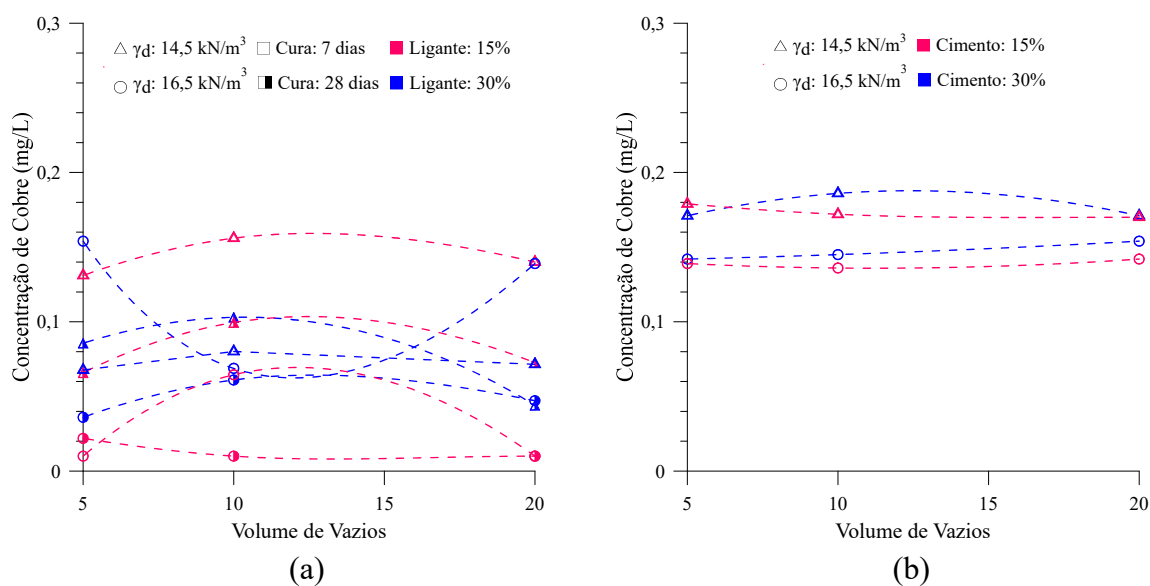 0,3
△ γd: 14,5 kN/m³ □ Cura: 7 dias ■ Ligante: 15%
○ γd: 16,5 kN/m³ ◨ Cura: 28 dias ■ Ligante: 30%
0,2
0,1
0
Concentração de Cobre (mg/L)
5 10 15 20
Volume de Vazios
(a)
0,3
△ γd: 14,5 kN/m³ ■ Cimento: 15%
○ γd: 16,5 kN/m³ ■ Cimento: 30%
0,2
0,1
0
Concentração de Cobre (mg/L)
5 10 15 20
Volume de Vazios
(b)